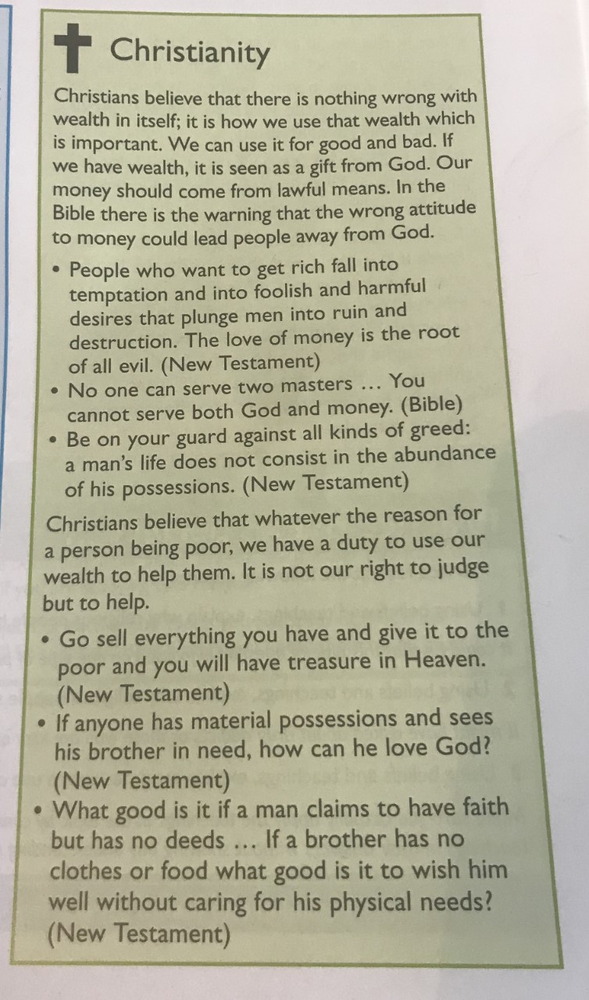 Christianity
Christians believe that there is nothing wrong with
wealth in itself; it is how we use that wealth which
is important. We can use it for good and bad. If
we have wealth, it is seen as a gift from God. Our
money should come from lawful means. In the
Bible there is the warning that the wrong attitude
to money could lead people away from God.
• People who want to get rich fall into
temptation and into foolish and harmful
desires that plunge men into ruin and
destruction. The love of money is the root
of all evil. (New Testament)
• No one can serve two masters ... You
cannot serve both God and money. (Bible)
• Be on your guard against all kinds of greed:
a man's life does not consist in the abundance
of his possessions. (New Testament)
Christians believe that whatever the reason for
a person being poor, we have a duty to use our
wealth to help them. It is not our right to judge
but to help.
• Go sell everything you have and give it to the
poor and you will have treasure in Heaven.
(New Testament)
• If anyone has material possessions and sees
his brother in need, how can he love God?
(New Testament)
• What good is it if a man claims to have faith
but has no deeds ... If a brother has no
clothes or food what good is it to wish him
well without caring for his physical needs?
(New Testament)